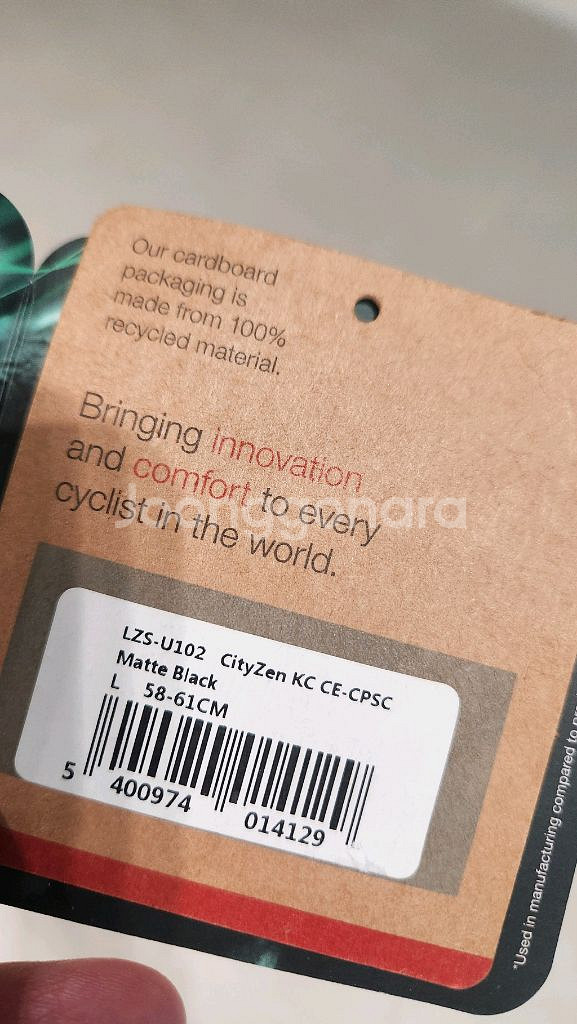 Our cardboard
packaging is
made from 100%
recycled material.
Bringing innovation
and comfort to every
cyclist in the world.
Joonggonara
LZS-U102 CityZen KC CE-CPSC
Matte Black
L 58-61CM
5 400974 014129
*Used in manufacturing compared to